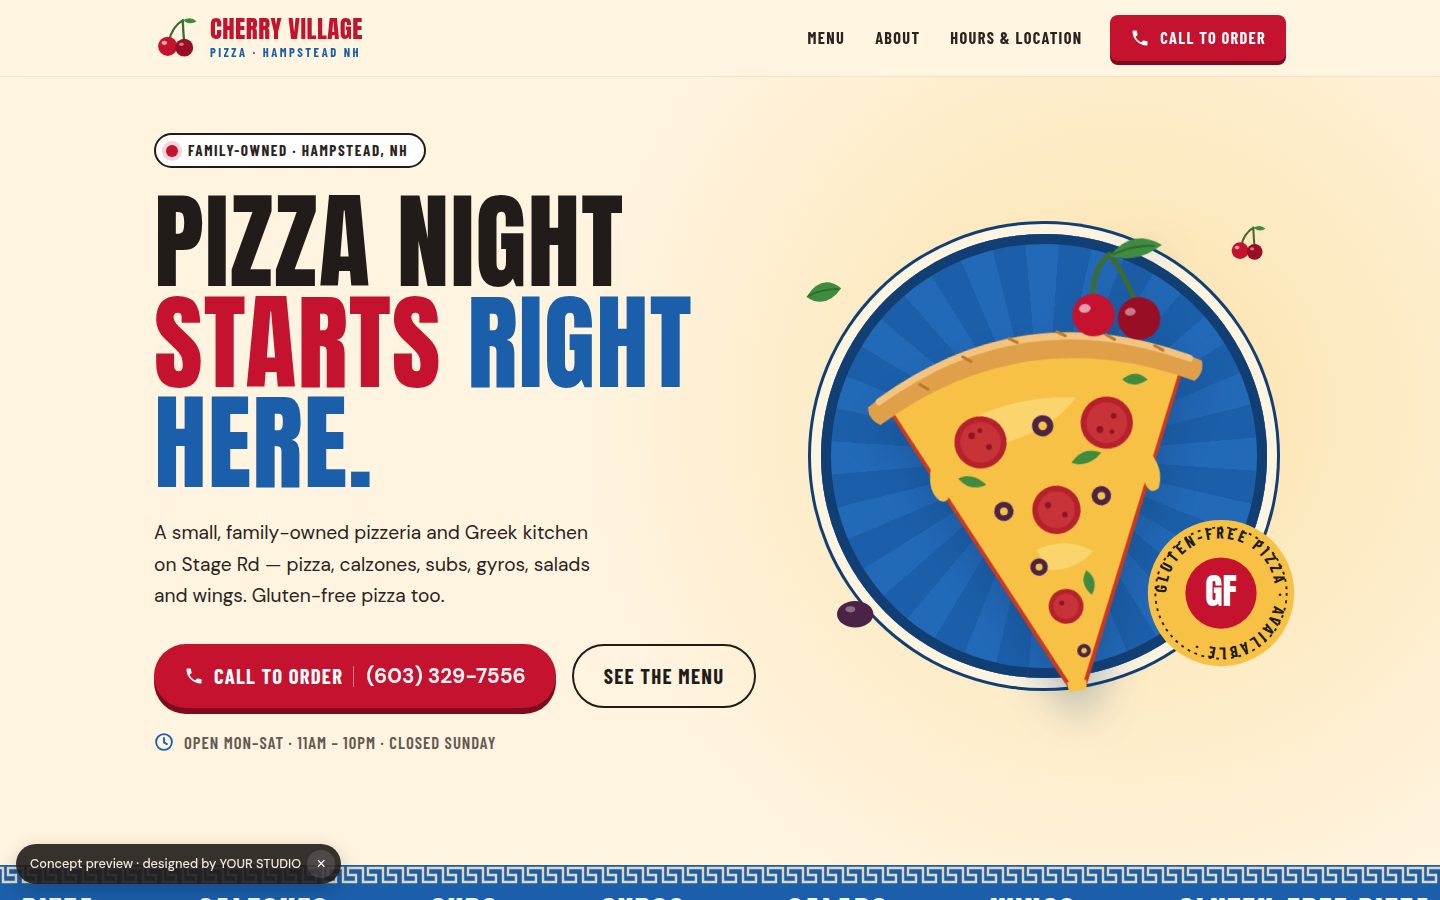 CHERRY VILLAGE
PIZZA · HAMPSTEAD NH
MENU
ABOUT
HOURS & LOCATION
CALL TO ORDER
FAMILY-OWNED · HAMPSTEAD, NH
PIZZA NIGHT
STARTS RIGHT
HERE.
A small, family-owned pizzeria and Greek kitchen
on Stage Rd — pizza, calzones, subs, gyros, salads
and wings. Gluten-free pizza too.
CALL TO ORDER (603) 329-7556
SEE THE MENU
OPEN MON–SAT · 11AM – 10PM · CLOSED SUNDAY
GLUTEN-FREE PIZZA · AVAILABLE ·
GF
Concept preview · designed by YOUR STUDIO ×